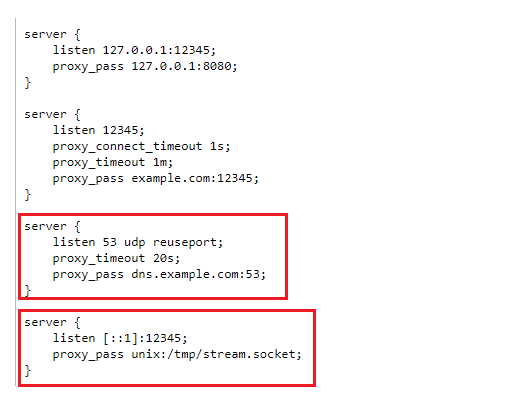 server {
    listen 127.0.0.1:12345;
    proxy_pass 127.0.0.1:8080;
}
server {
    listen 12345;
    proxy_connect_timeout 1s;
    proxy_timeout 1m;
    proxy_pass example.com:12345;
}
server {
    listen 53 udp reuseport;
    proxy_timeout 20s;
    proxy_pass dns.example.com:53;
}
server {
    listen [::1]:12345;
    proxy_pass unix:/tmp/stream.socket;
}